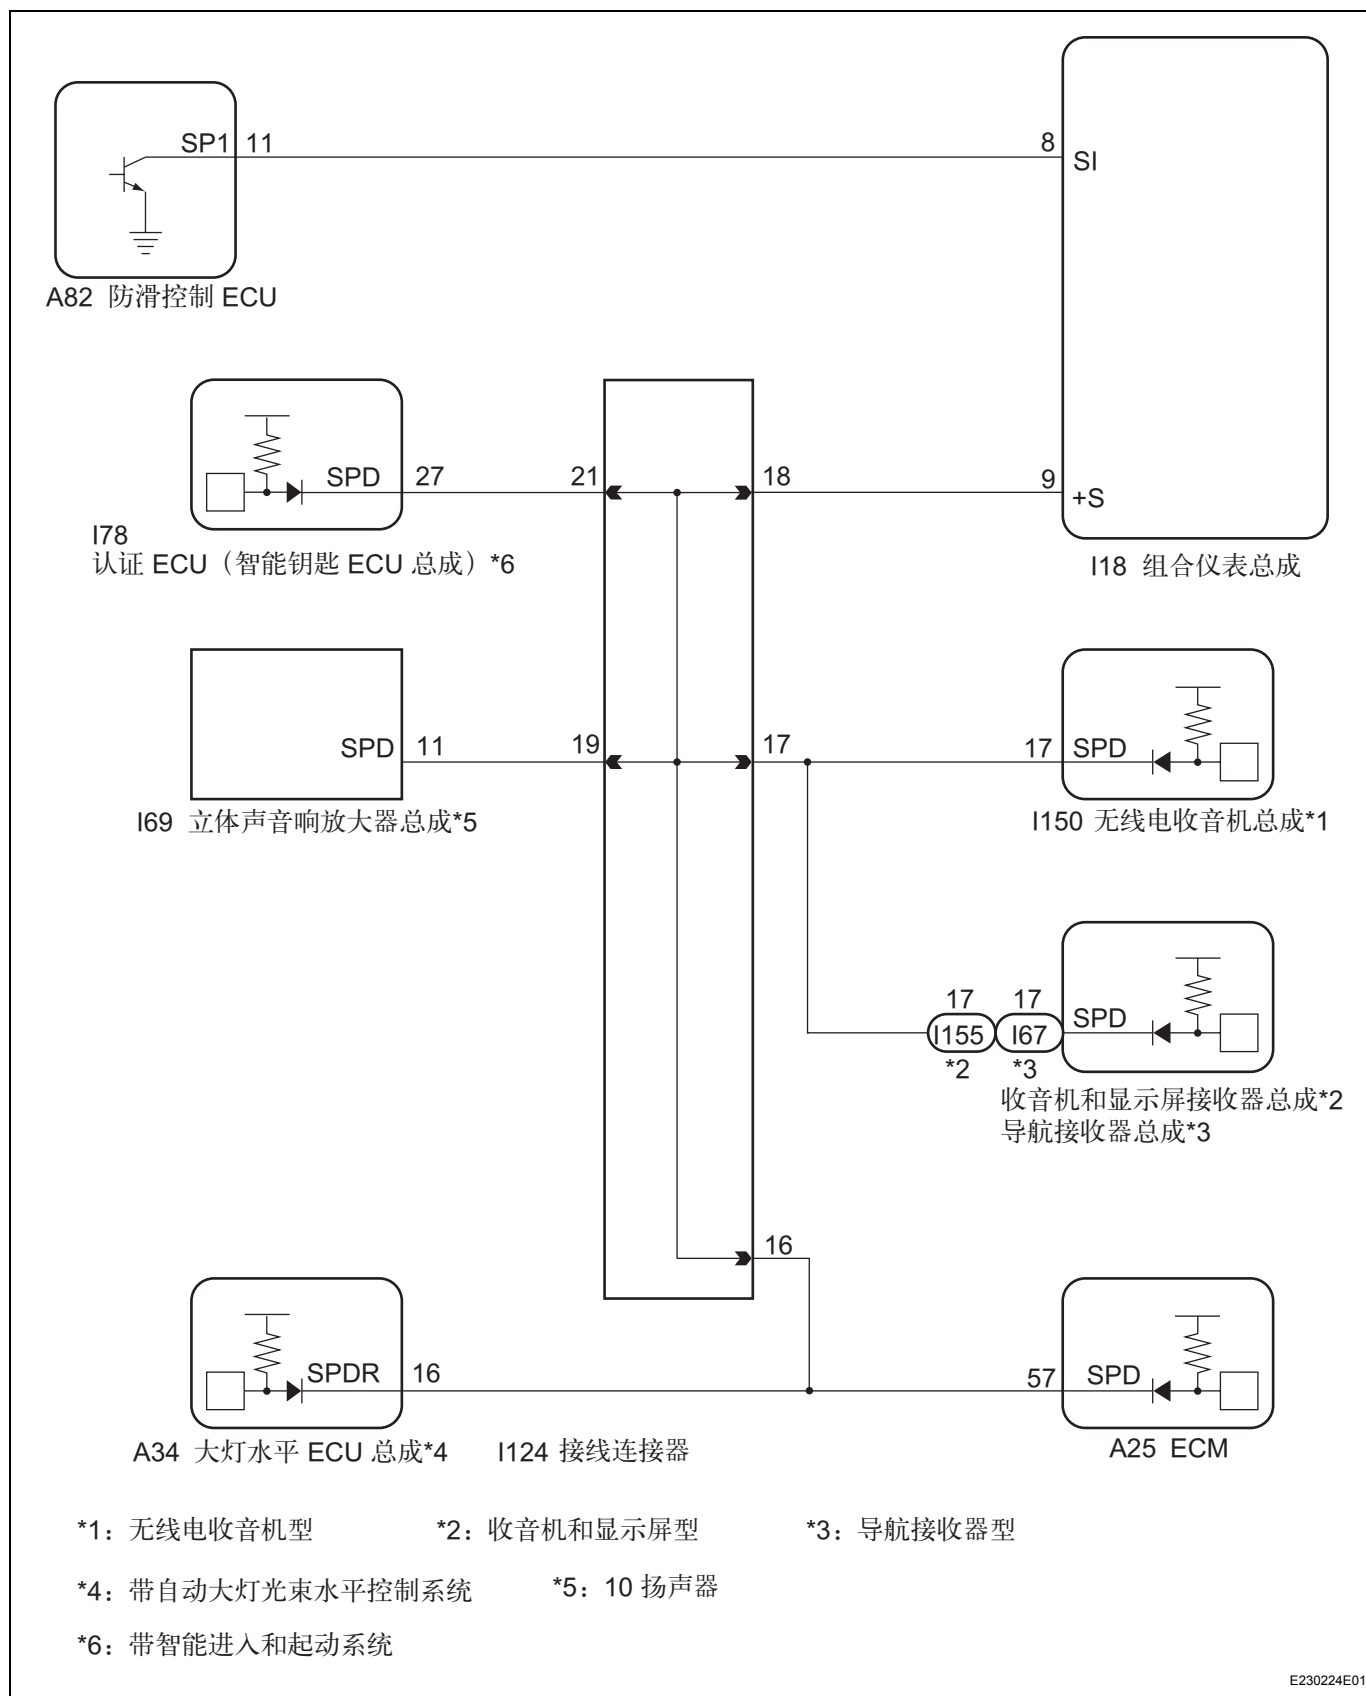 SP1 11
8 SI
A82 防滑控制 ECU
SPD 27
21
18
9 +S
I78
认证 ECU（智能钥匙 ECU 总成）*6
I18 组合仪表总成
SPD 11
19
17
17 SPD
I69 立体声音响放大器总成*5
I150 无线电收音机总成*1
17 17
I155 I67 SPD
*2 *3
收音机和显示屏接收器总成*2
导航接收器总成*3
16
SPDR 16
57 SPD
A34 大灯水平 ECU 总成*4
I124 接线连接器
A25 ECM
*1：无线电收音机型 *2：收音机和显示屏型 *3：导航接收器型
*4：带自动大灯光束水平控制系统 *5：10 扬声器
*6：带智能进入和起动系统
E230224E01